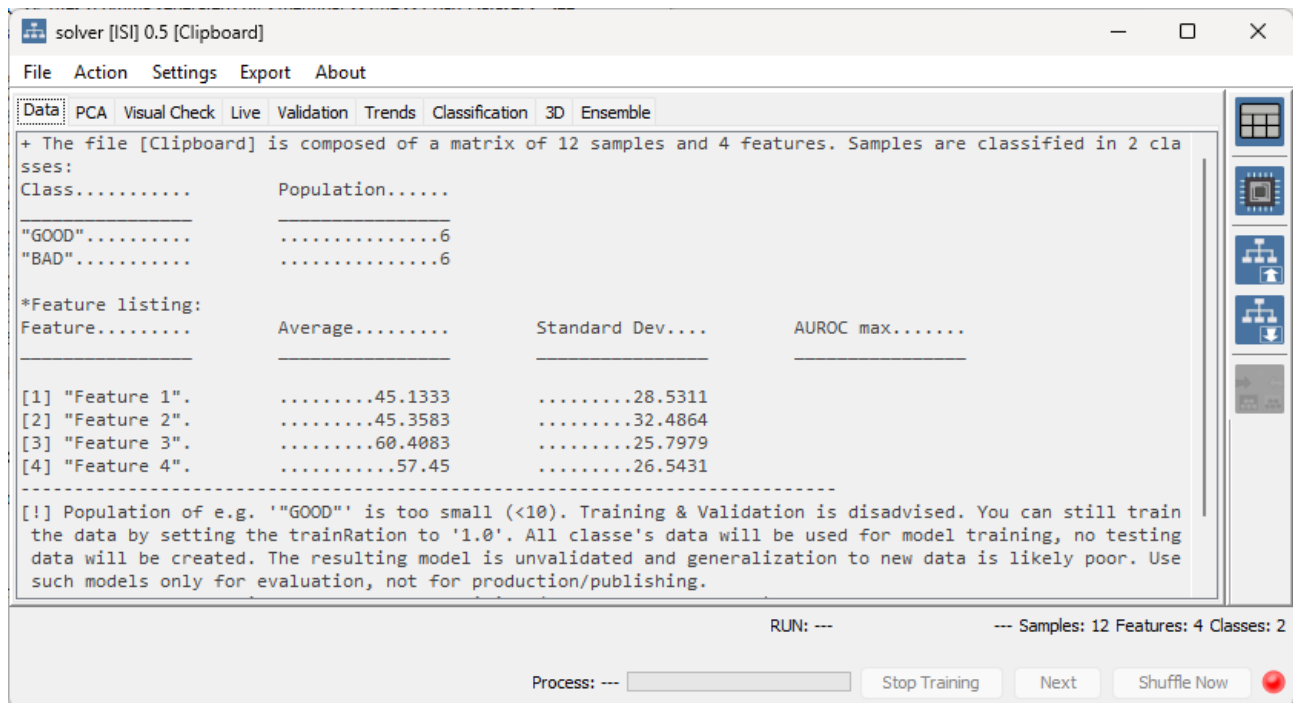 solver [ISI] 0.5 [Clipboard]
File Action Settings Export About
Data PCA Visual Check Live Validation Trends Classification 3D Ensemble
+ The file [Clipboard] is composed of a matrix of 12 samples and 4 features. Samples are classified in 2 cla
sses:
Class........... Population......
"GOOD".......... ...............6
"BAD"........... ...............6
*Feature listing:
Feature......... Average......... Standard Dev.... AUROC max.......
[1] "Feature 1". .........45.1333 .........28.5311
[2] "Feature 2". .........45.3583 .........32.4864
[3] "Feature 3". .........60.4083 .........25.7979
[4] "Feature 4". ...........57.45 .........26.5431
-----------------------------------------------------------------------------
[!] Population of e.g. '"GOOD"' is too small (<10). Training & Validation is disadvised. You can still train
the data by setting the trainRation to '1.0'. All classe's data will be used for model training, no testing
data will be created. The resulting model is unvalidated and generalization to new data is likely poor. Use
such models only for evaluation, not for production/publishing.
RUN: --- --- Samples: 12 Features: 4 Classes: 2
Process: --- Stop Training Next Shuffle Now